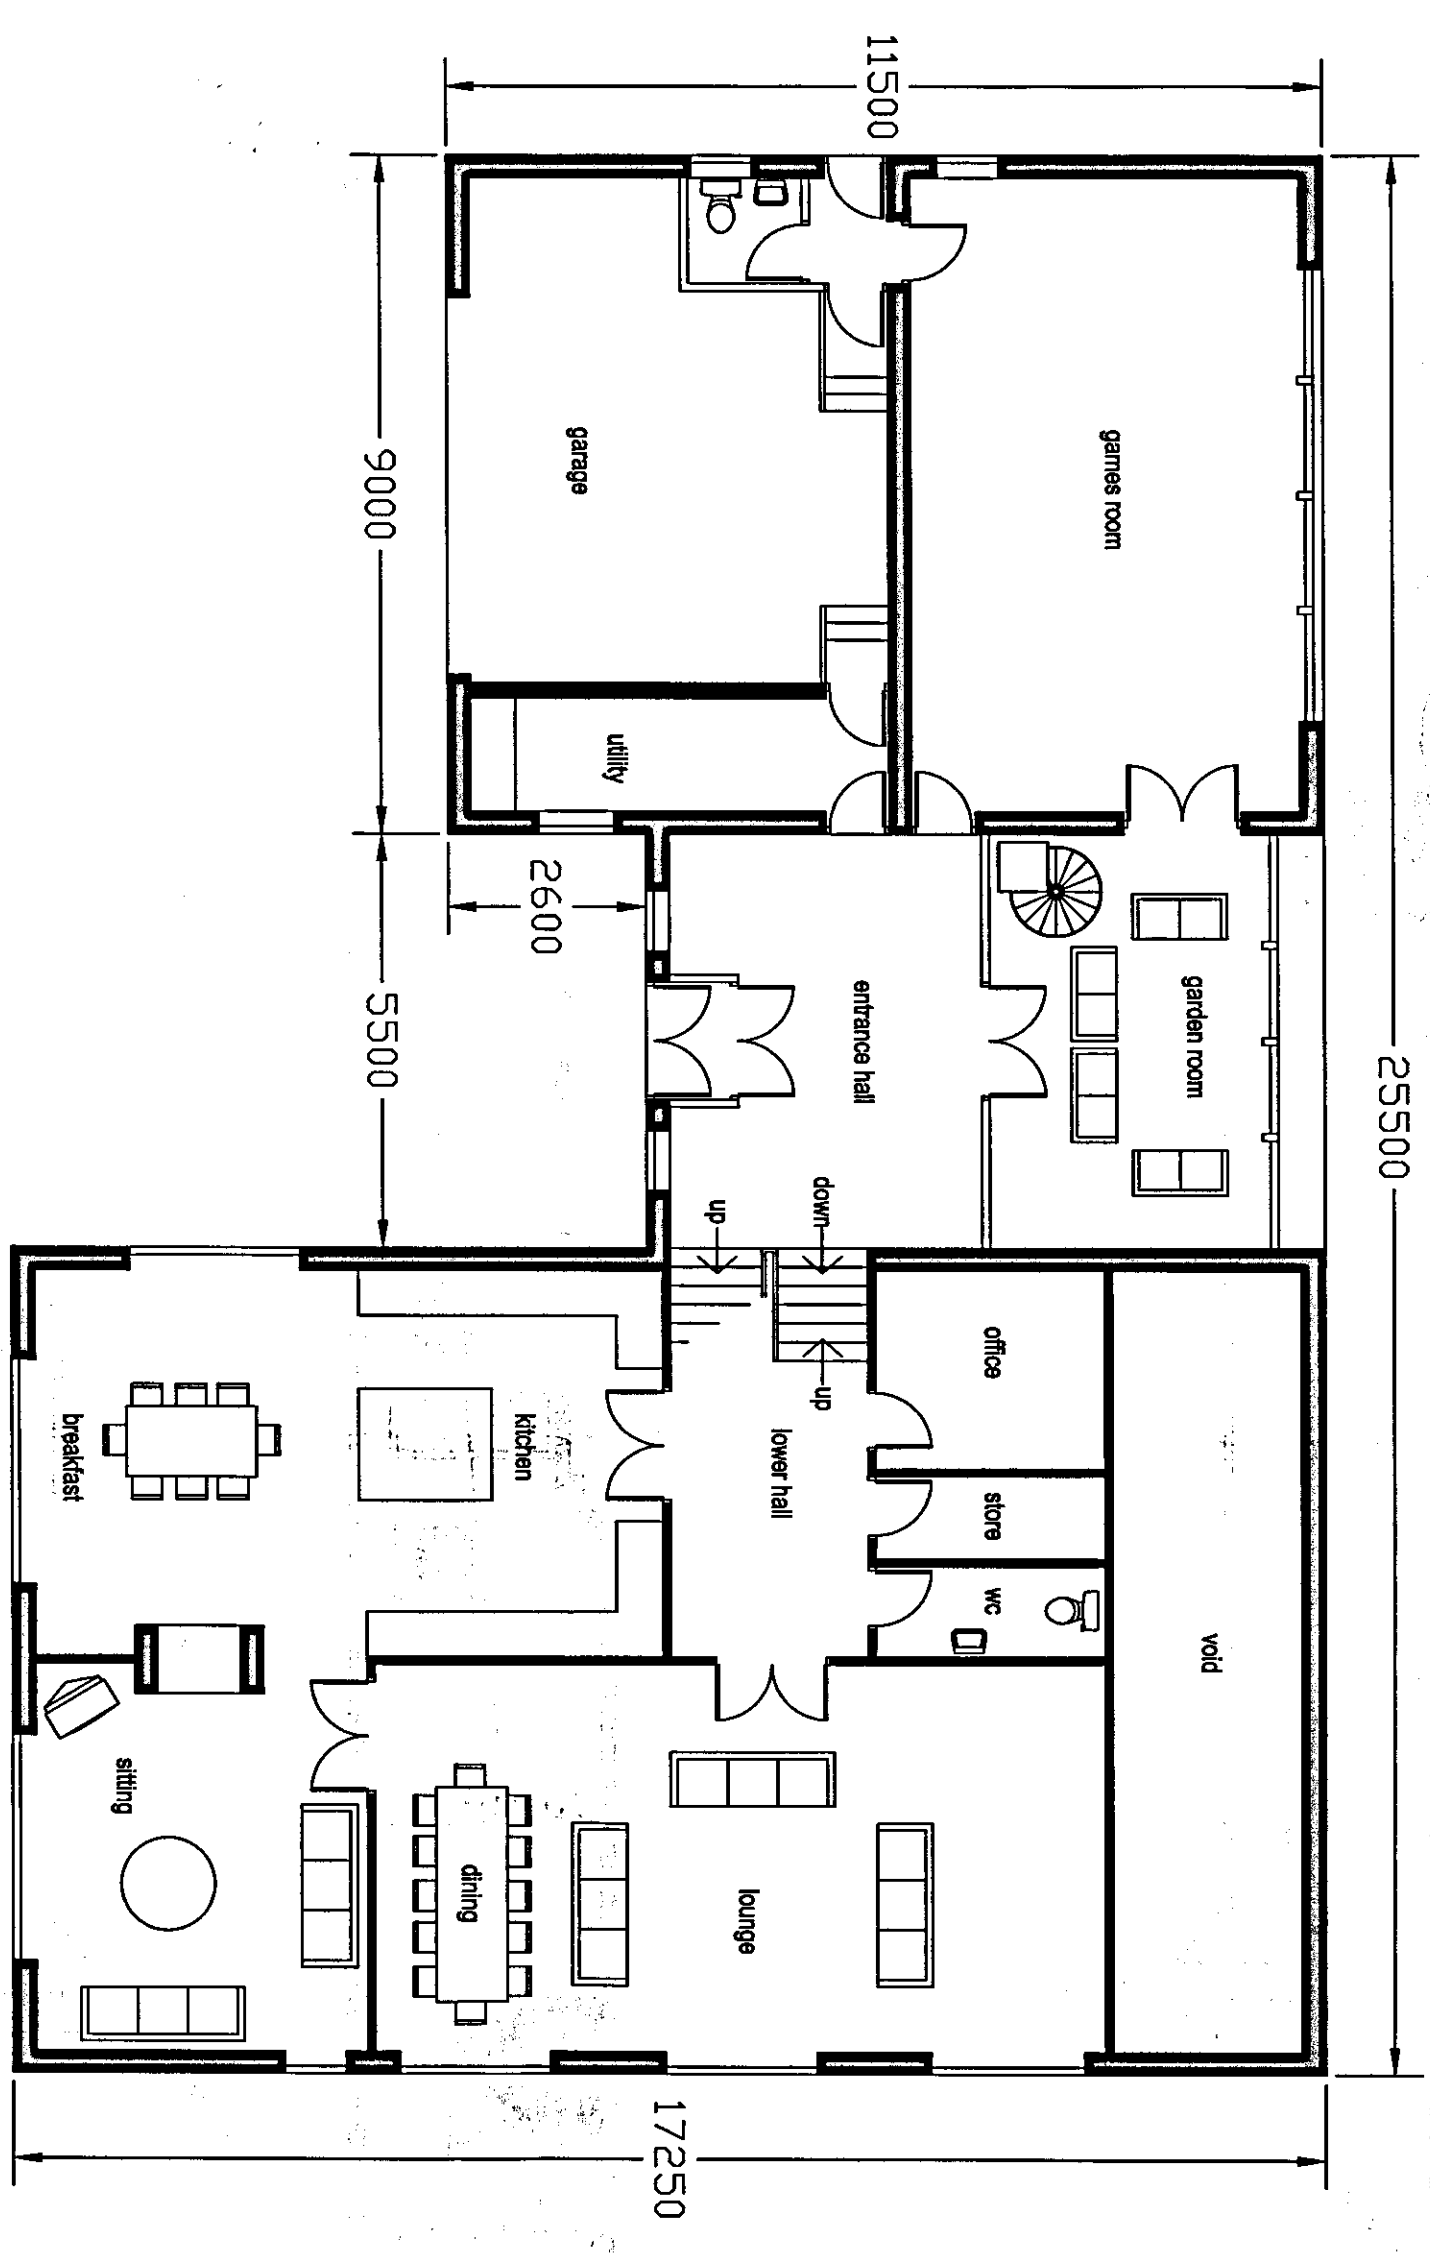 25500
11500
games room
garden room
void
garage
utility
entrance hall
down
up
up
office
store
wc
lower hall
lounge
kitchen
dining
breakfast
sitting
2600
9000
5500
17250